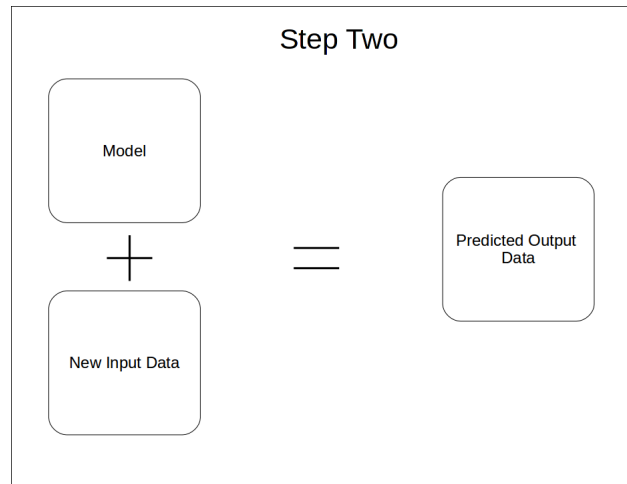 Step Two
Model
+
New Input Data
=
Predicted Output
Data